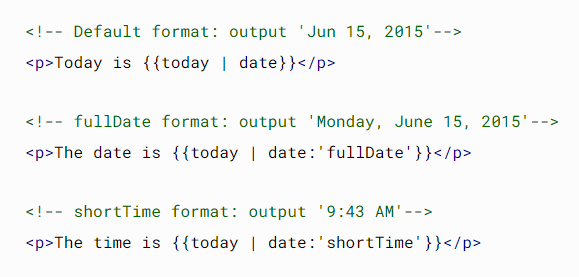 <!-- Default format: output 'Jun 15, 2015'-->
<p>Today is {{today | date}}</p>
<!-- fullDate format: output 'Monday, June 15, 2015'-->
<p>The date is {{today | date:'fullDate'}}</p>
<!-- shortTime format: output '9:43 AM'-->
<p>The time is {{today | date:'shortTime'}}</p>